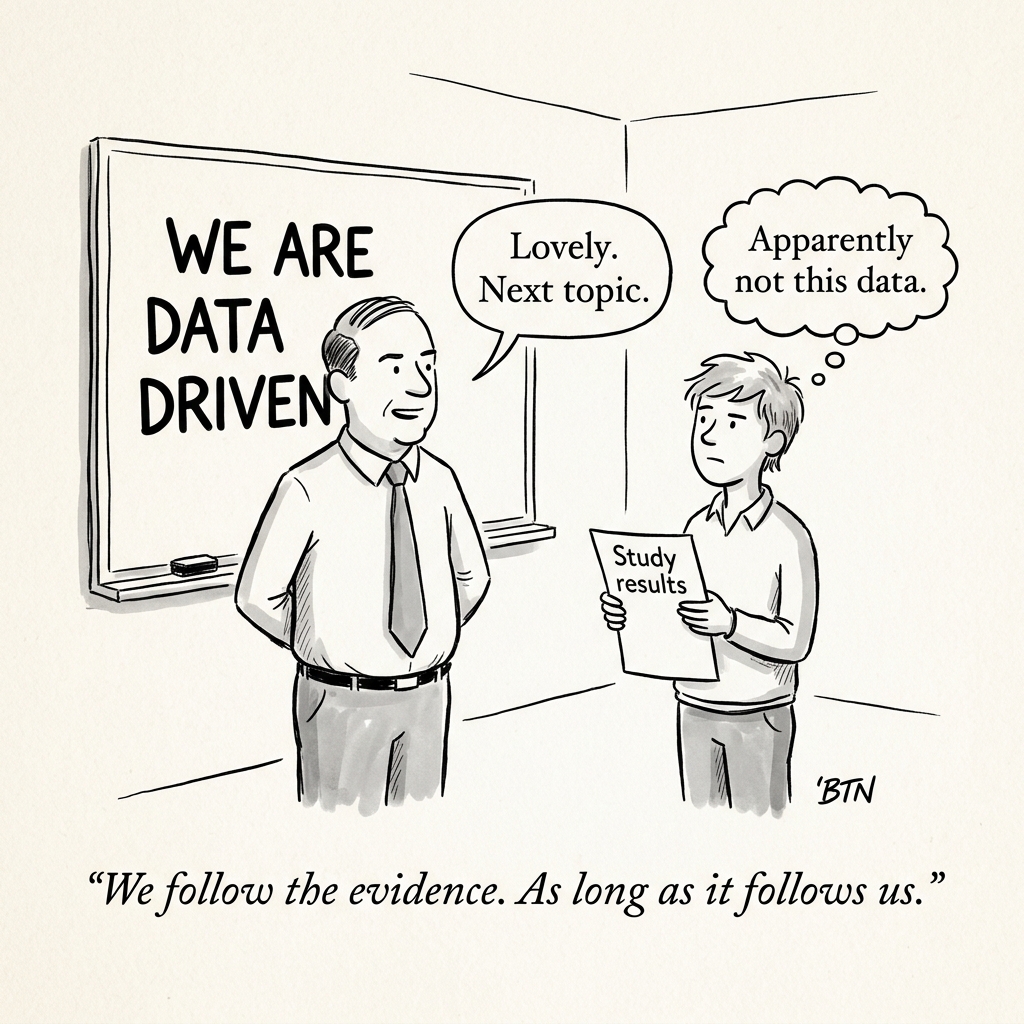 WE ARE
DATA
DRIVEN
Lovely.
Next topic.
Apparently
not this data.
Study
results
'BTN
“We follow the evidence. As long as it follows us.”